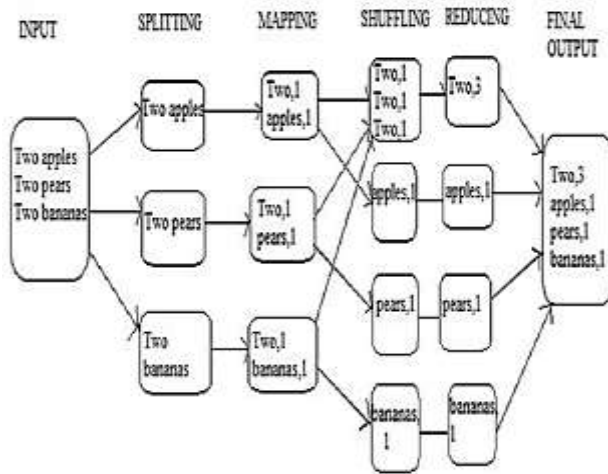 INPUT
SPLITTING
MAPPING
SHUFFLING
REDUCING
FINAL
OUTPUT
Two apples
Two pears
Two bananas
Two apples
Two pears
Two
bananas
Two,1
apples,1
Two,1
pears,1
Two,1
bananas,1
Two,1
Two,1
Two,1
apples,1
pears,1
bananas,
1
Two,3
apples,1
pears,1
bananas,
1
Two,3
apples,1
pears,1
bananas,1